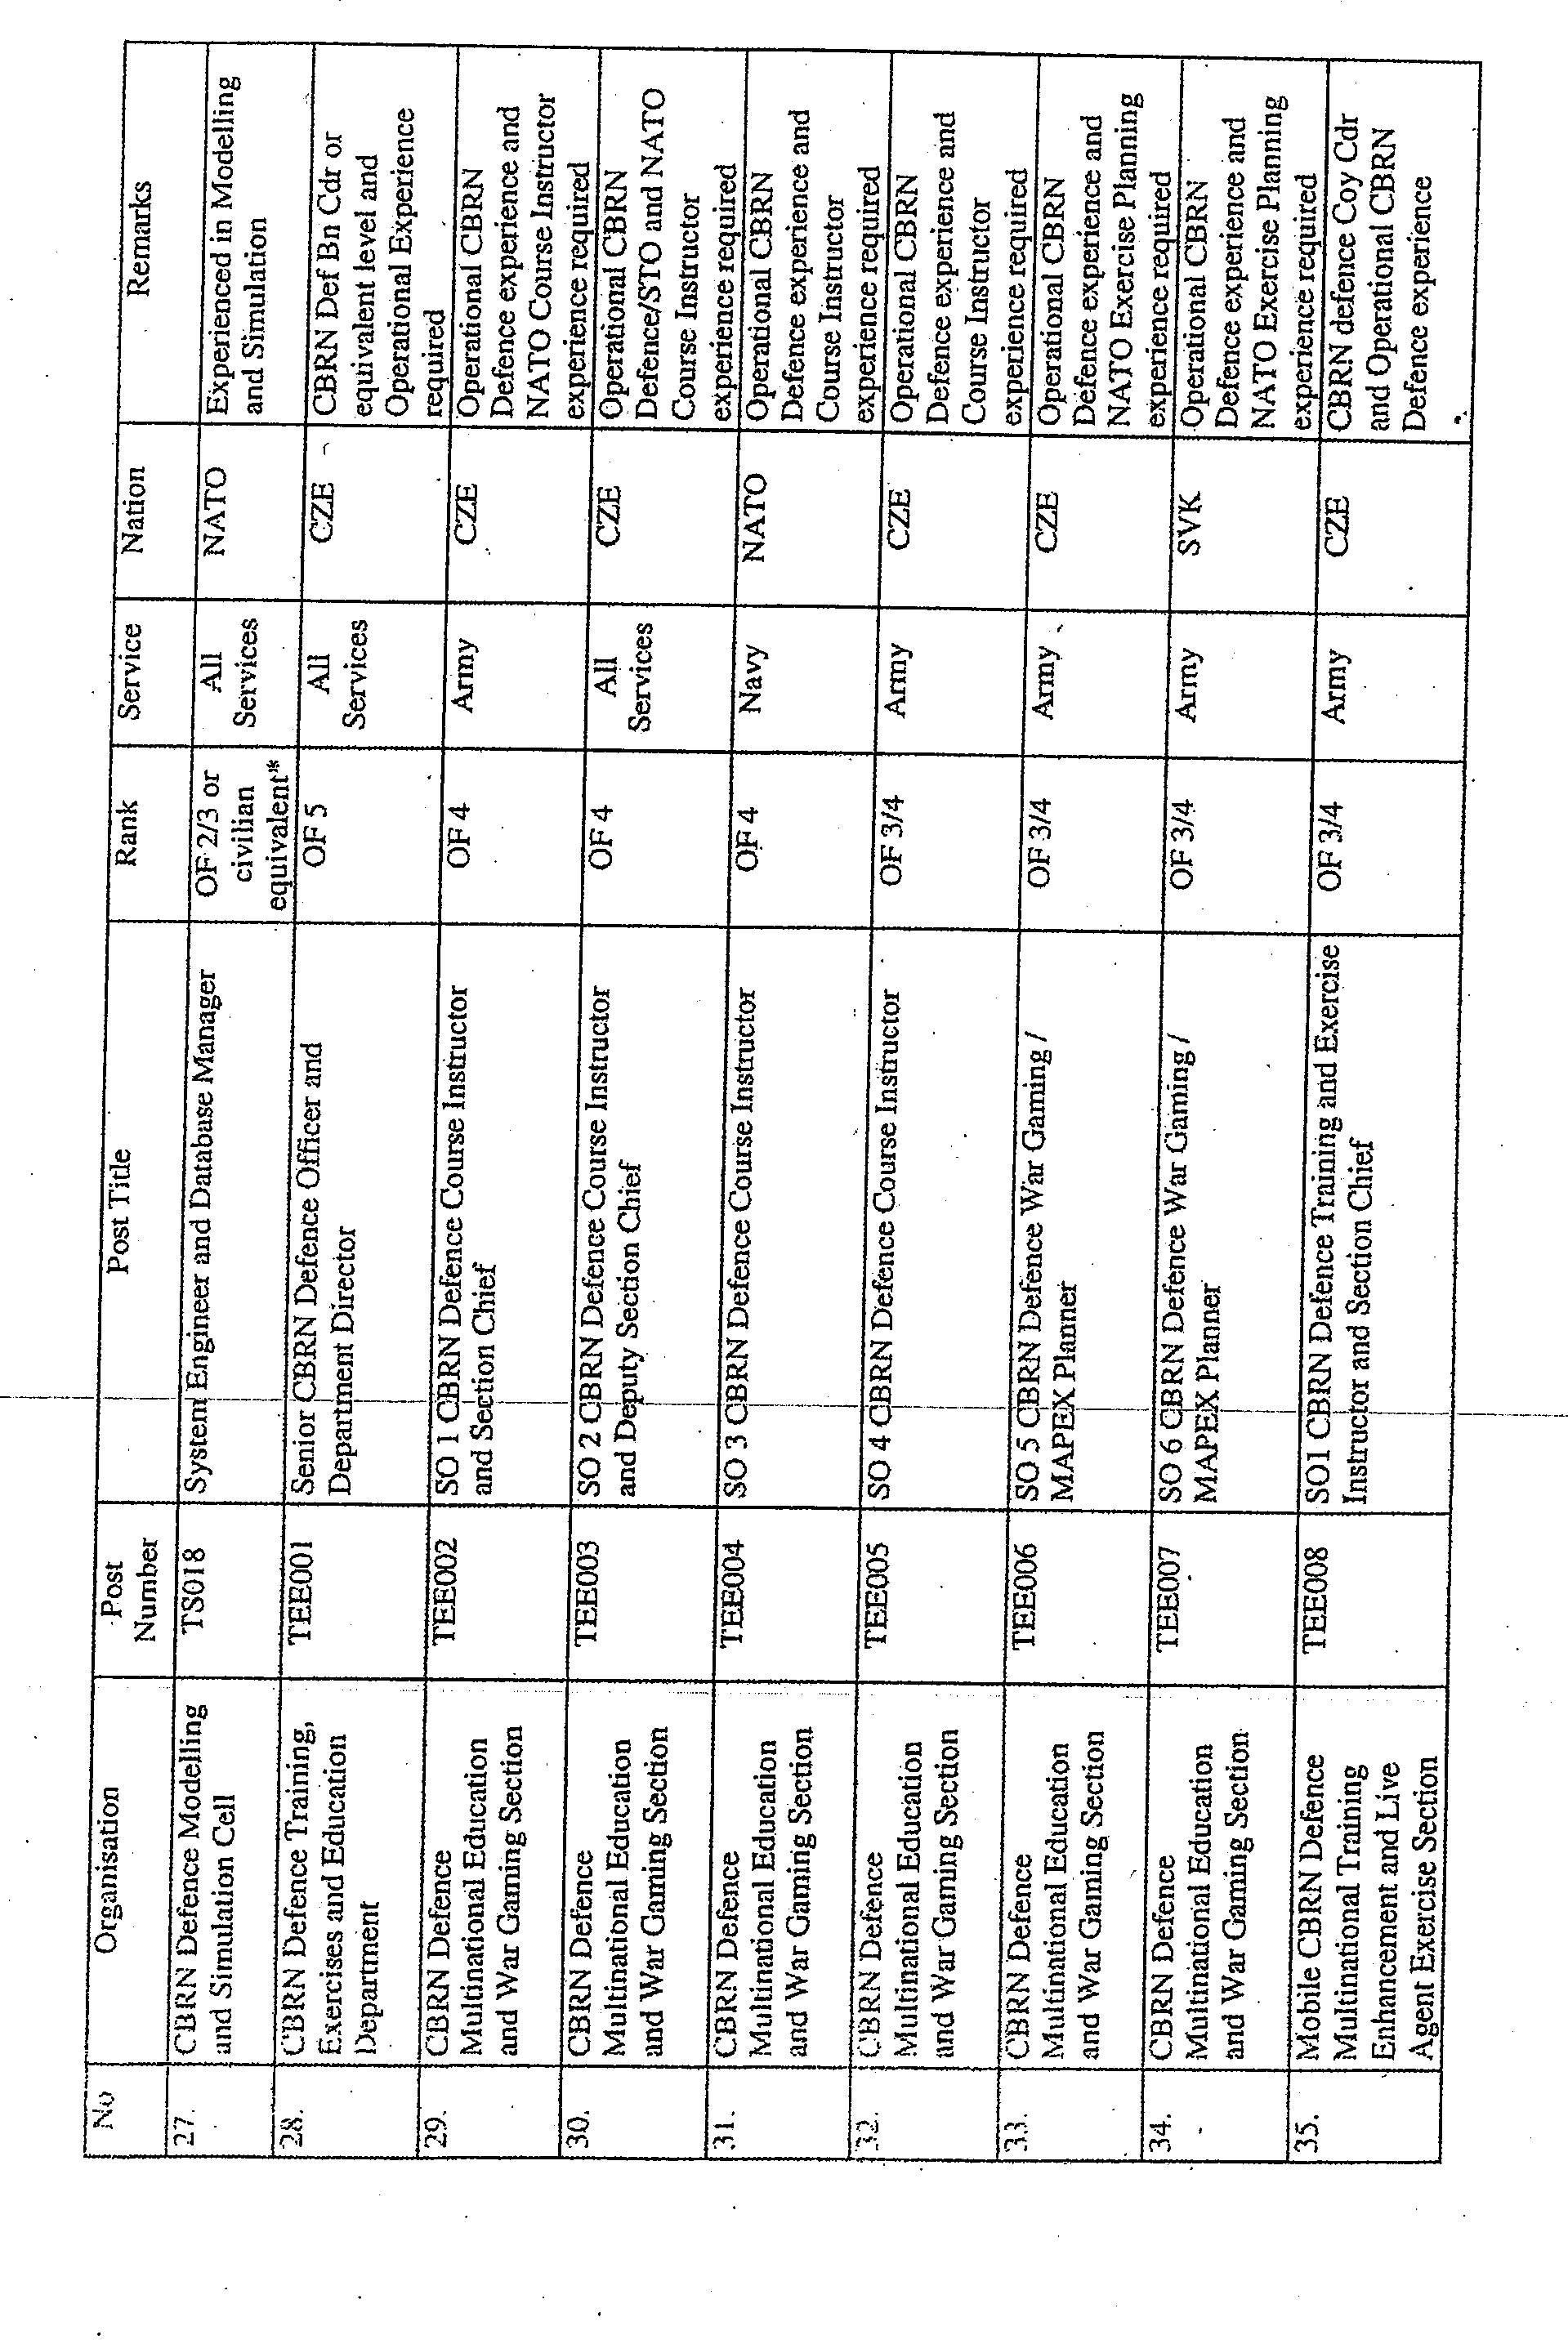 No
Organisation
Post
Number
Post Title
Rank
Service
Nation
Remarks
27.
CBRN Defence Modelling
and Simulation Cell
TS018
System Engineer and Database Manager
OF 2/3 or
civilian
equivalent*
All
Services
NATO
Experienced in Modelling
and Simulation
28.
CBRN Defence Training,
Exercises and Education
Department
TEE001
Senior CBRN Defence Officer and
Department Director
OF 5
All
Services
CZE
CBRN Def Bn Cdr or
equivalent level and
Operational Experience
required
29.
CBRN Defence
Multinational Education
and War Gaming Section
TEE002
SO 1 CBRN Defence Course Instructor
and Section Chief
OF 4
Army
CZE
Operational CBRN
Defence experience and
NATO Course Instructor
experience required
30.
CBRN Defence
Multinational Education
and War Gaming Section
TEE003
SO 2 CBRN Defence Course Instructor
and Deputy Section Chief
OF 4
All
Services
CZE
Operational CBRN
Defence/STO and NATO
Course Instructor
experience required
31.
CBRN Defence
Multinational Education
and War Gaming Section
TEE004
SO 3 CBRN Defence Course Instructor
OF 4
Navy
NATO
Operational CBRN
Defence experience and
Course Instructor
experience required
32.
CBRN Defence
Multinational Education
and War Gaming Section
TEE005
SO 4 CBRN Defence Course Instructor
OF 3/4
Army
CZE
Operational CBRN
Defence experience and
Course Instructor
experience required
33.
CBRN Defence
Multinational Education
and War Gaming Section
TEE006
SO 5 CBRN Defence War Gaming /
MAPEX Planner
OF 3/4
Army
CZE
Operational CBRN
Defence experience and
NATO Exercise Planning
experience required
34.
CBRN Defence
Multinational Education
and War Gaming Section
TEE007
SO 6 CBRN Defence War Gaming /
MAPEX Planner
OF 3/4
Army
SVK
Operational CBRN
Defence experience and
NATO Exercise Planning
experience required
35.
Mobile CBRN Defence
Multinational Training
Enhancement and Live
Agent Exercise Section
TEE008
SO1 CBRN Defence Training and Exercise
Instructor and Section Chief
OF 3/4
Army
CZE
CBRN defence Coy Cdr
and Operational CBRN
Defence experience